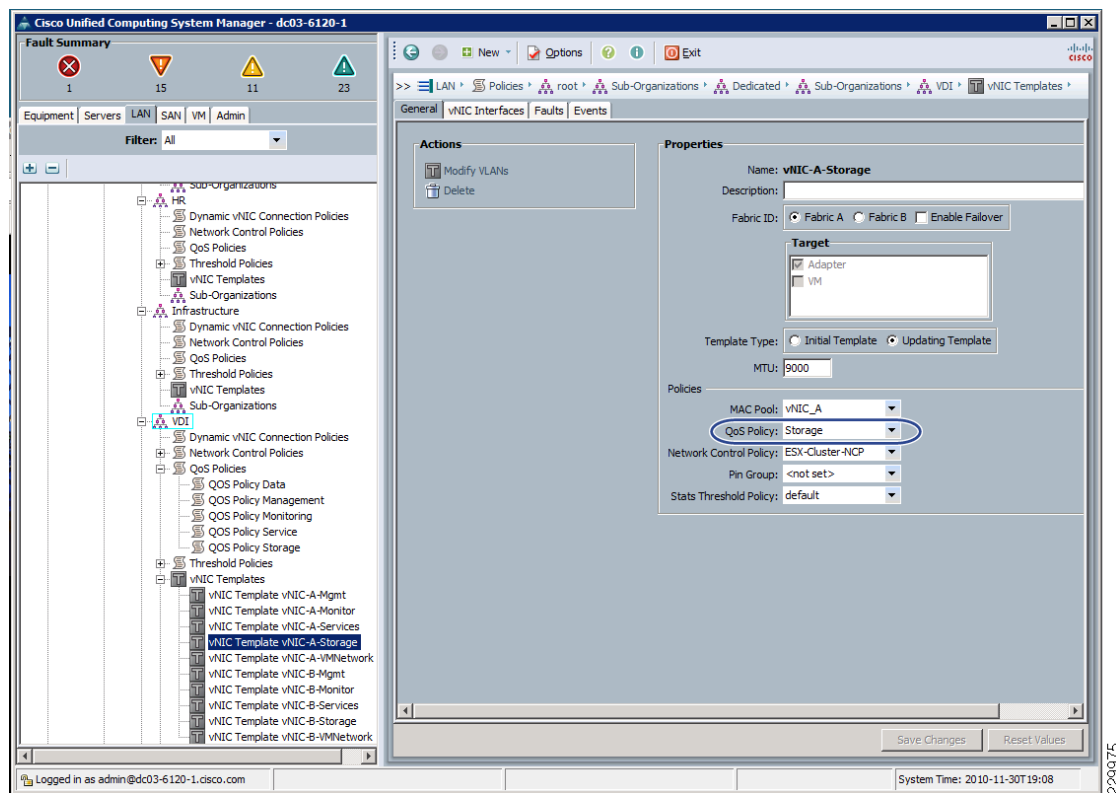 Cisco Unified Computing System Manager - dc03-6120-1
Fault Summary
1 15 11 23
Equipment Servers LAN SAN VM Admin
Filter: All
Sub-Organizations
HR
Dynamic vNIC Connection Policies
Network Control Policies
QoS Policies
Threshold Policies
vNIC Templates
Sub-Organizations
Infrastructure
Dynamic vNIC Connection Policies
Network Control Policies
QoS Policies
Threshold Policies
vNIC Templates
Sub-Organizations
VDI
Dynamic vNIC Connection Policies
Network Control Policies
QoS Policies
QOS Policy Data
QOS Policy Management
QOS Policy Monitoring
QOS Policy Service
QOS Policy Storage
Threshold Policies
vNIC Templates
vNIC Template vNIC-A-Mgmt
vNIC Template vNIC-A-Monitor
vNIC Template vNIC-A-Services
vNIC Template vNIC-A-Storage
vNIC Template vNIC-A-VMNetwork
vNIC Template vNIC-B-Mgmt
vNIC Template vNIC-B-Monitor
vNIC Template vNIC-B-Services
vNIC Template vNIC-B-Storage
vNIC Template vNIC-B-VMNetwork
New Options Exit
CISCO
>> LAN Policies root Sub-Organizations Dedicated Sub-Organizations VDI vNIC Templates
General vNIC Interfaces Faults Events
Actions
Modify VLANs
Delete
Properties
Name: vNIC-A-Storage
Description:
Fabric ID: Fabric A Fabric B Enable Failover
Target
Adapter
VM
Template Type: Initial Template Updating Template
MTU: 9000
Policies
MAC Pool: vNIC_A
QoS Policy: Storage
Network Control Policy: ESX-Cluster-NCP
Pin Group: <not set>
Stats Threshold Policy: default
Save Changes Reset Values
Logged in as admin@dc03-6120-1.cisco.com
System Time: 2010-11-30T19:08
229975